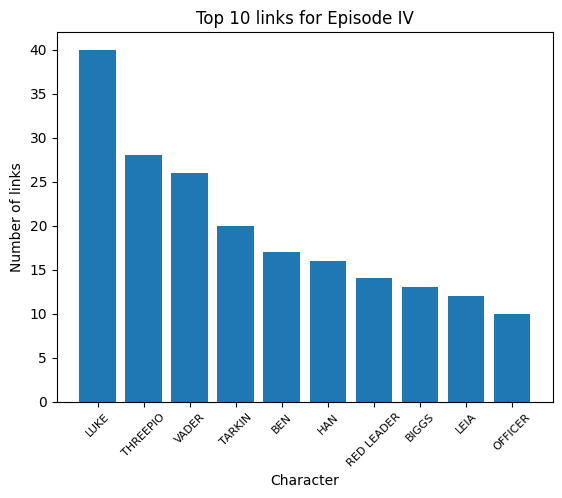 Top 10 links for Episode IV
Number of links
40
35
30
25
20
15
10
5
0
LUKE
THREEPIO
VADER
TARKIN
BEN
HAN
RED LEADER
BIGGS
LEIA
OFFICER
Character